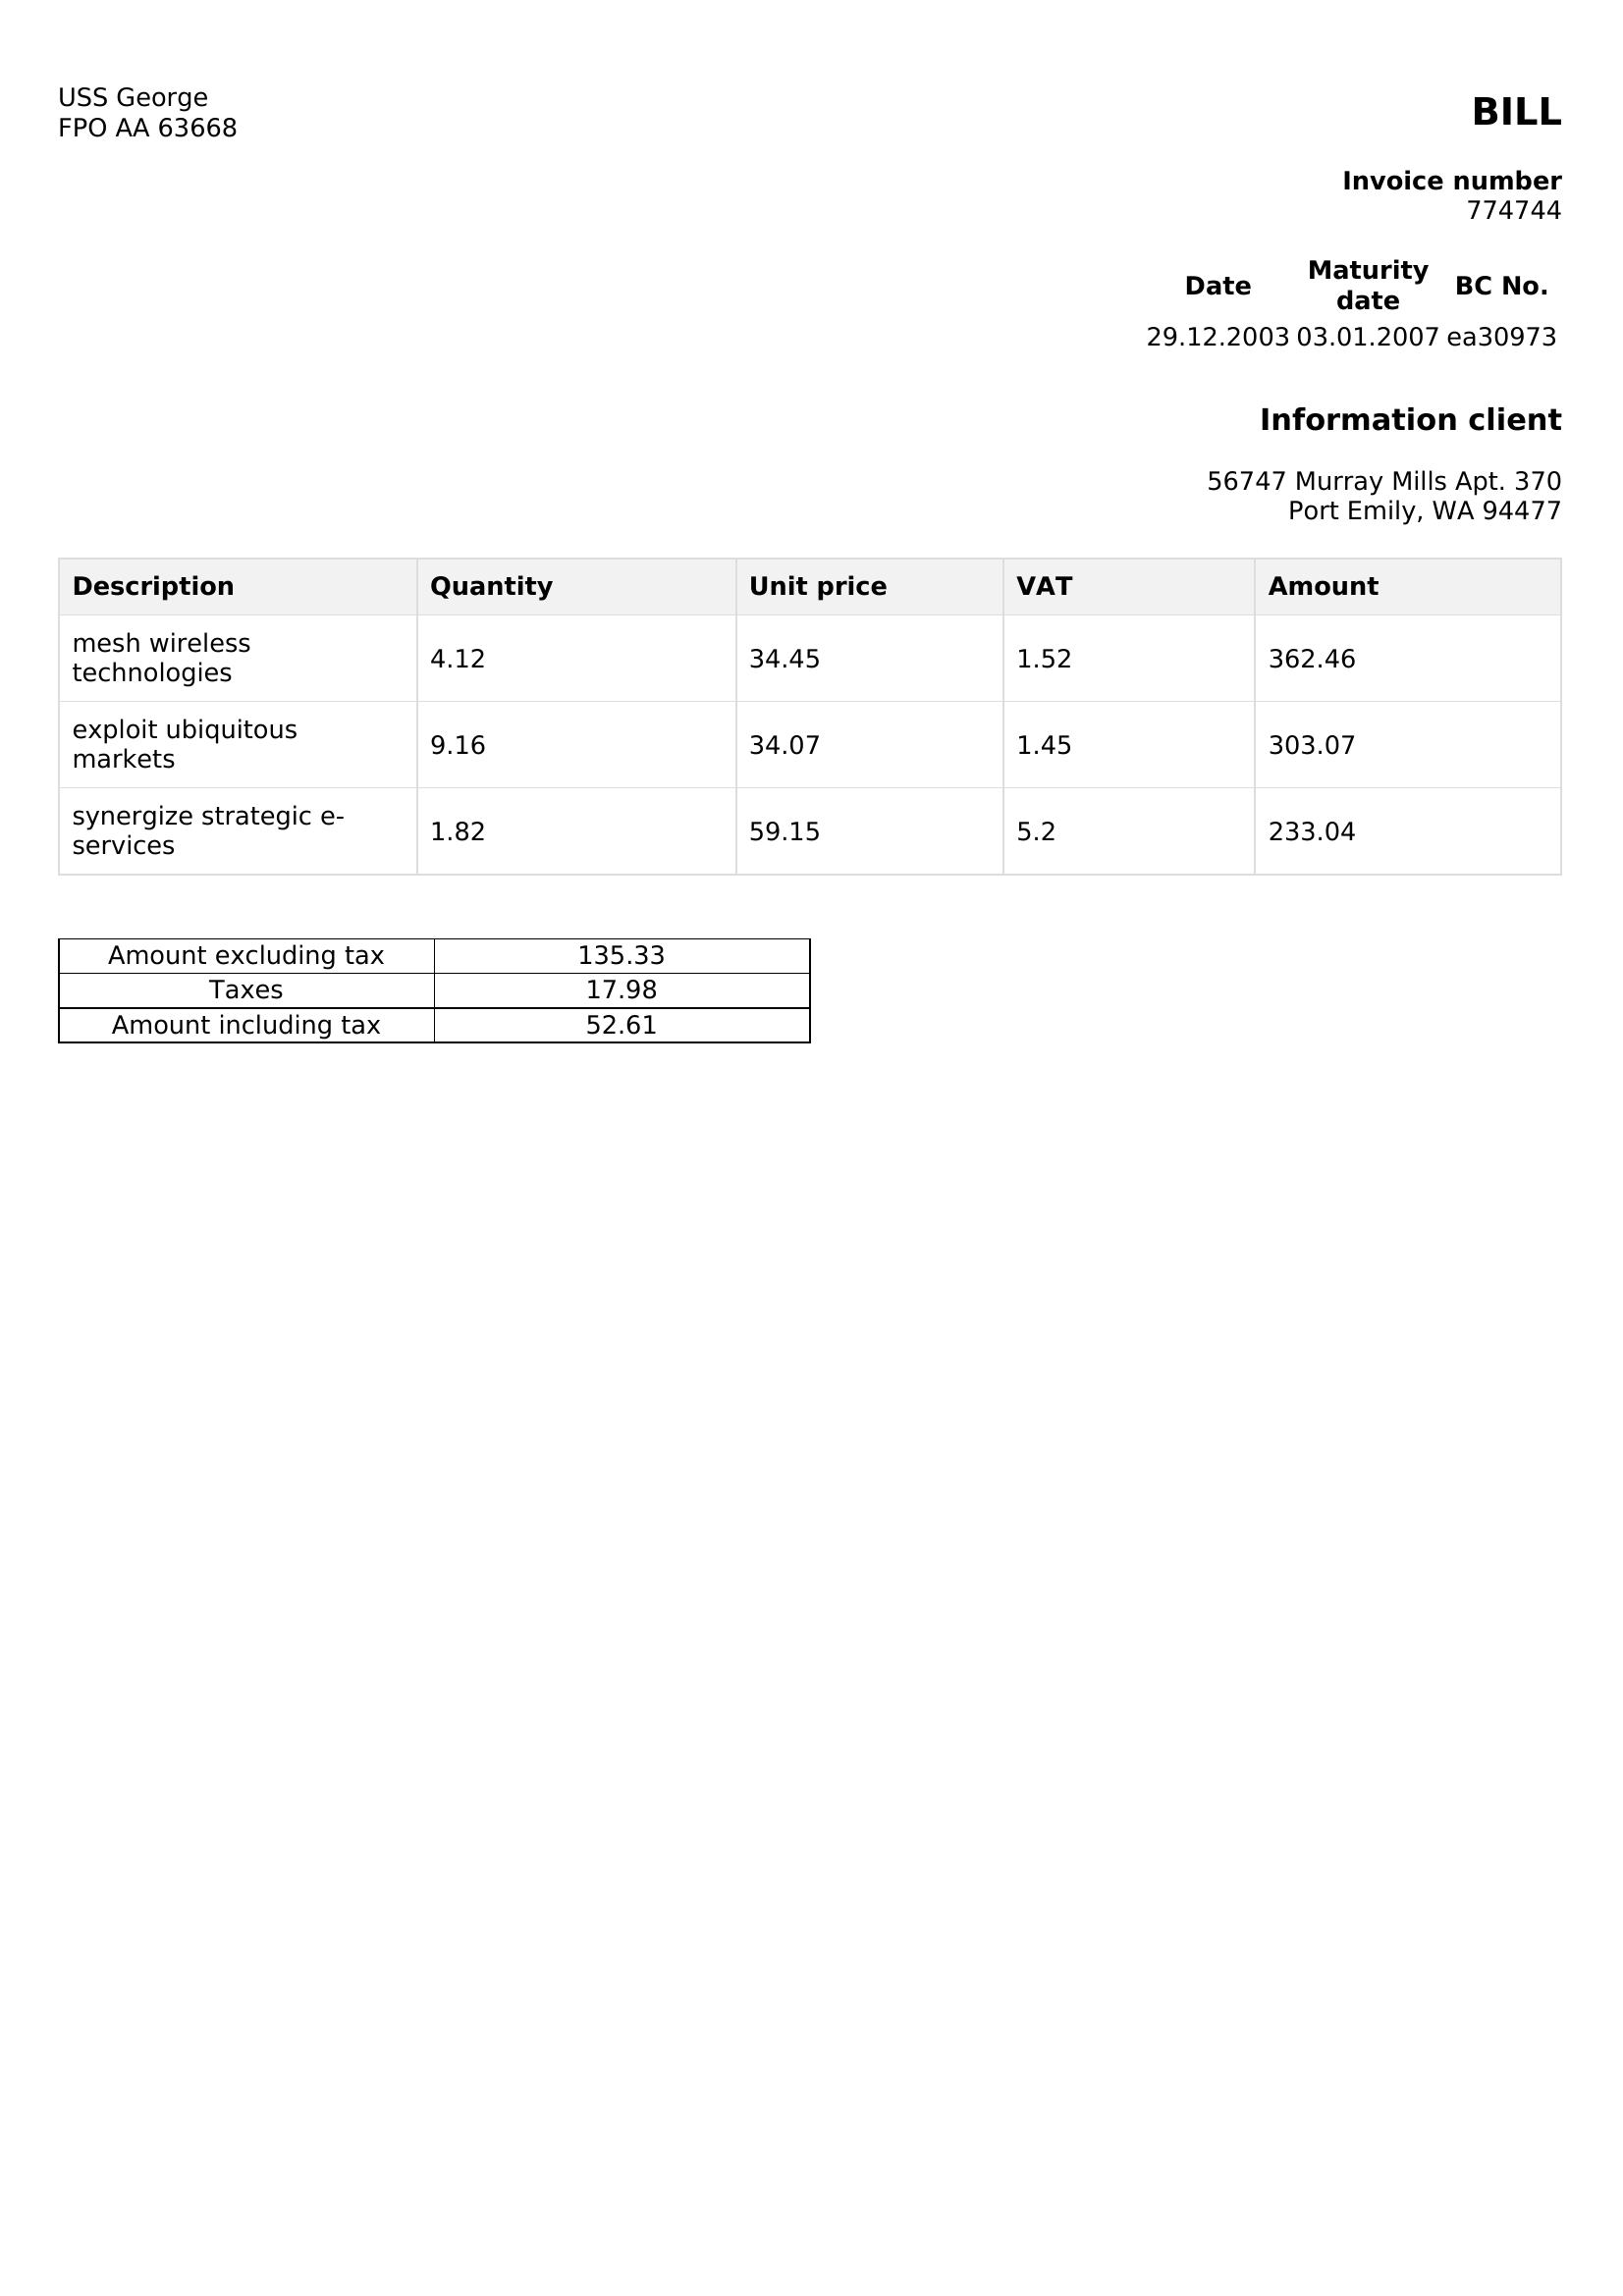 USS George
FPO AA 63668
BILL
Invoice number
774744
Date Maturity date BC No.
29.12.2003 03.01.2007 ea30973
Information client
56747 Murray Mills Apt. 370
Port Emily, WA 94477
Description Quantity Unit price VAT Amount
mesh wireless
technologies 4.12 34.45 1.52 362.46
exploit ubiquitous
markets 9.16 34.07 1.45 303.07
synergize strategic e-
services 1.82 59.15 5.2 233.04
Amount excluding tax 135.33
Taxes 17.98
Amount including tax 52.61